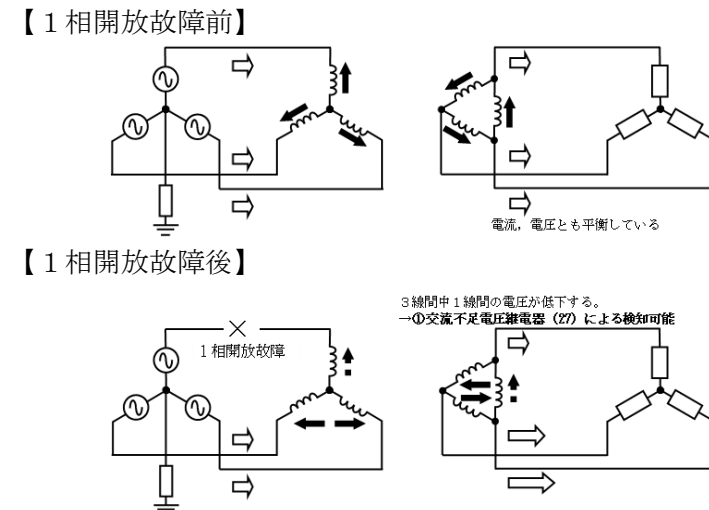 【１相開放故障前】
電流，電圧とも平衡している
【１相開放故障後】
３線間中１線間の電圧が低下する。
→①交流不足電圧継電器（27）による検知可能
１相開放故障